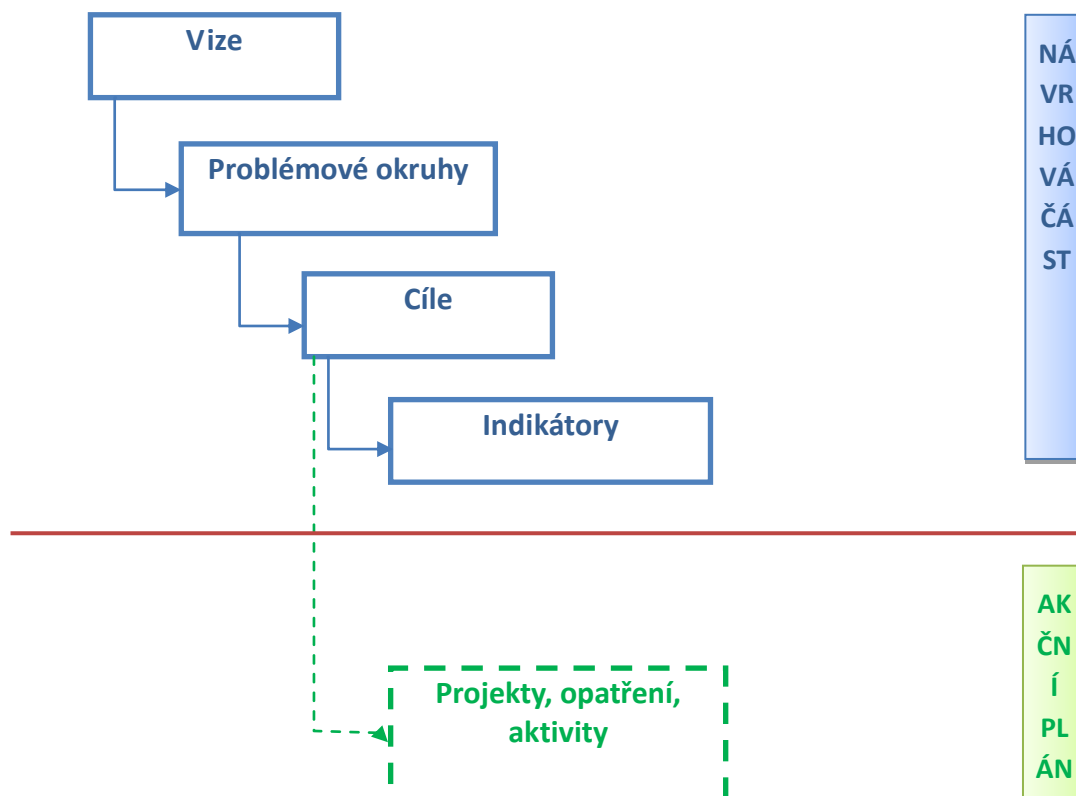 Vize
Problémové okruhy
Cíle
Indikátory
NÁ
VR
HO
VÁ
ČÁ
ST
Projekty, opatření,
aktivity
AK
ČN
Í
PL
ÁN